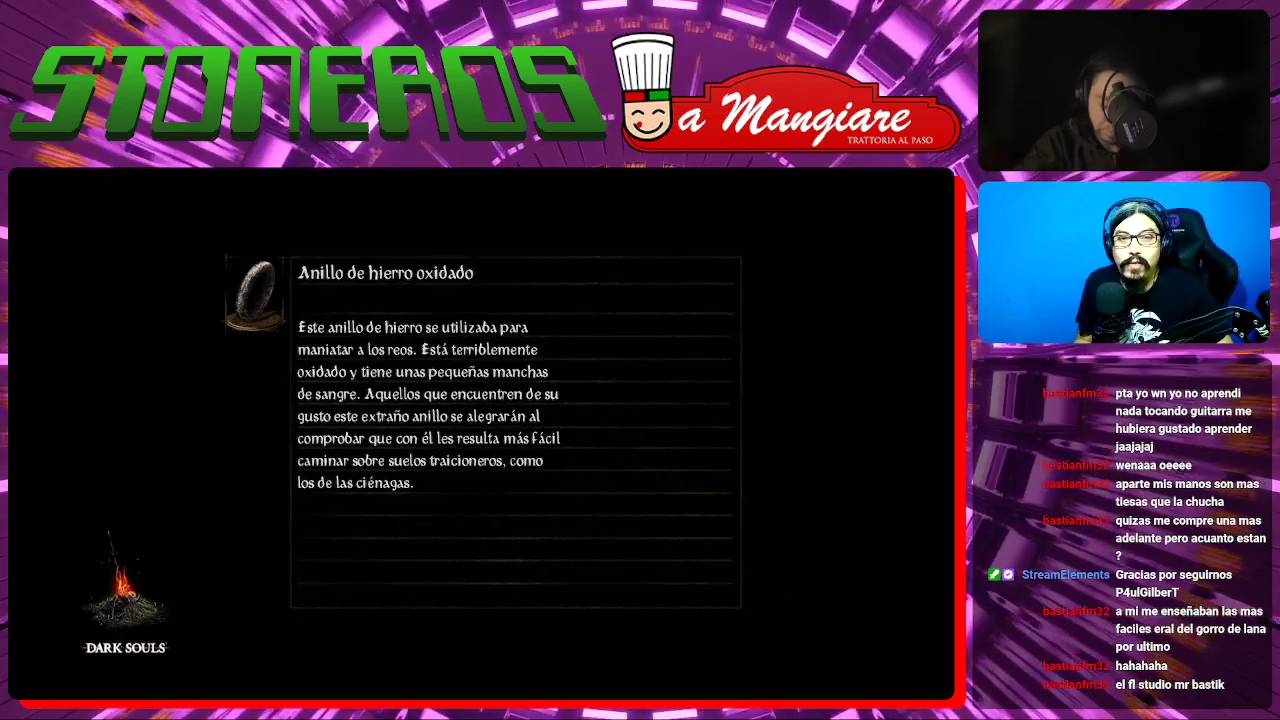 STONEROS
a Mangiare
TRATTORIA AL PASO
Anillo de hierro oxidado
Este anillo de hierro se utilizaba para
maniatar a los reos. Está terriblemente
oxidado y tiene unas pequeñas manchas
de sangre. Aquellos que encuentren de su
gusto este extraño anillo se alegrarán al
comprobar que con él les resulta más fácil
caminar sobre suelos traicioneros, como
los de las ciénagas.
DARK SOULS
bastianfm32 pta yo wn yo no aprendi
nada tocando guitarra me
hubiera gustado aprender
jaajajaj
bastianfm32 wenaaa oeeee
bastianfm32 aparte mis manos son mas
tiesas que la chucha
bastianfm32 quizas me compre una mas
adelante pero acuanto estan
?
StreamElements Gracias por seguirnos
P4ulGilberT
bastianfm32 a mi me enseñaban las mas
faciles eral del gorro de lana
por ultimo
bastianfm32 hahahaha
bastianfm32 el fl studio mr bastik